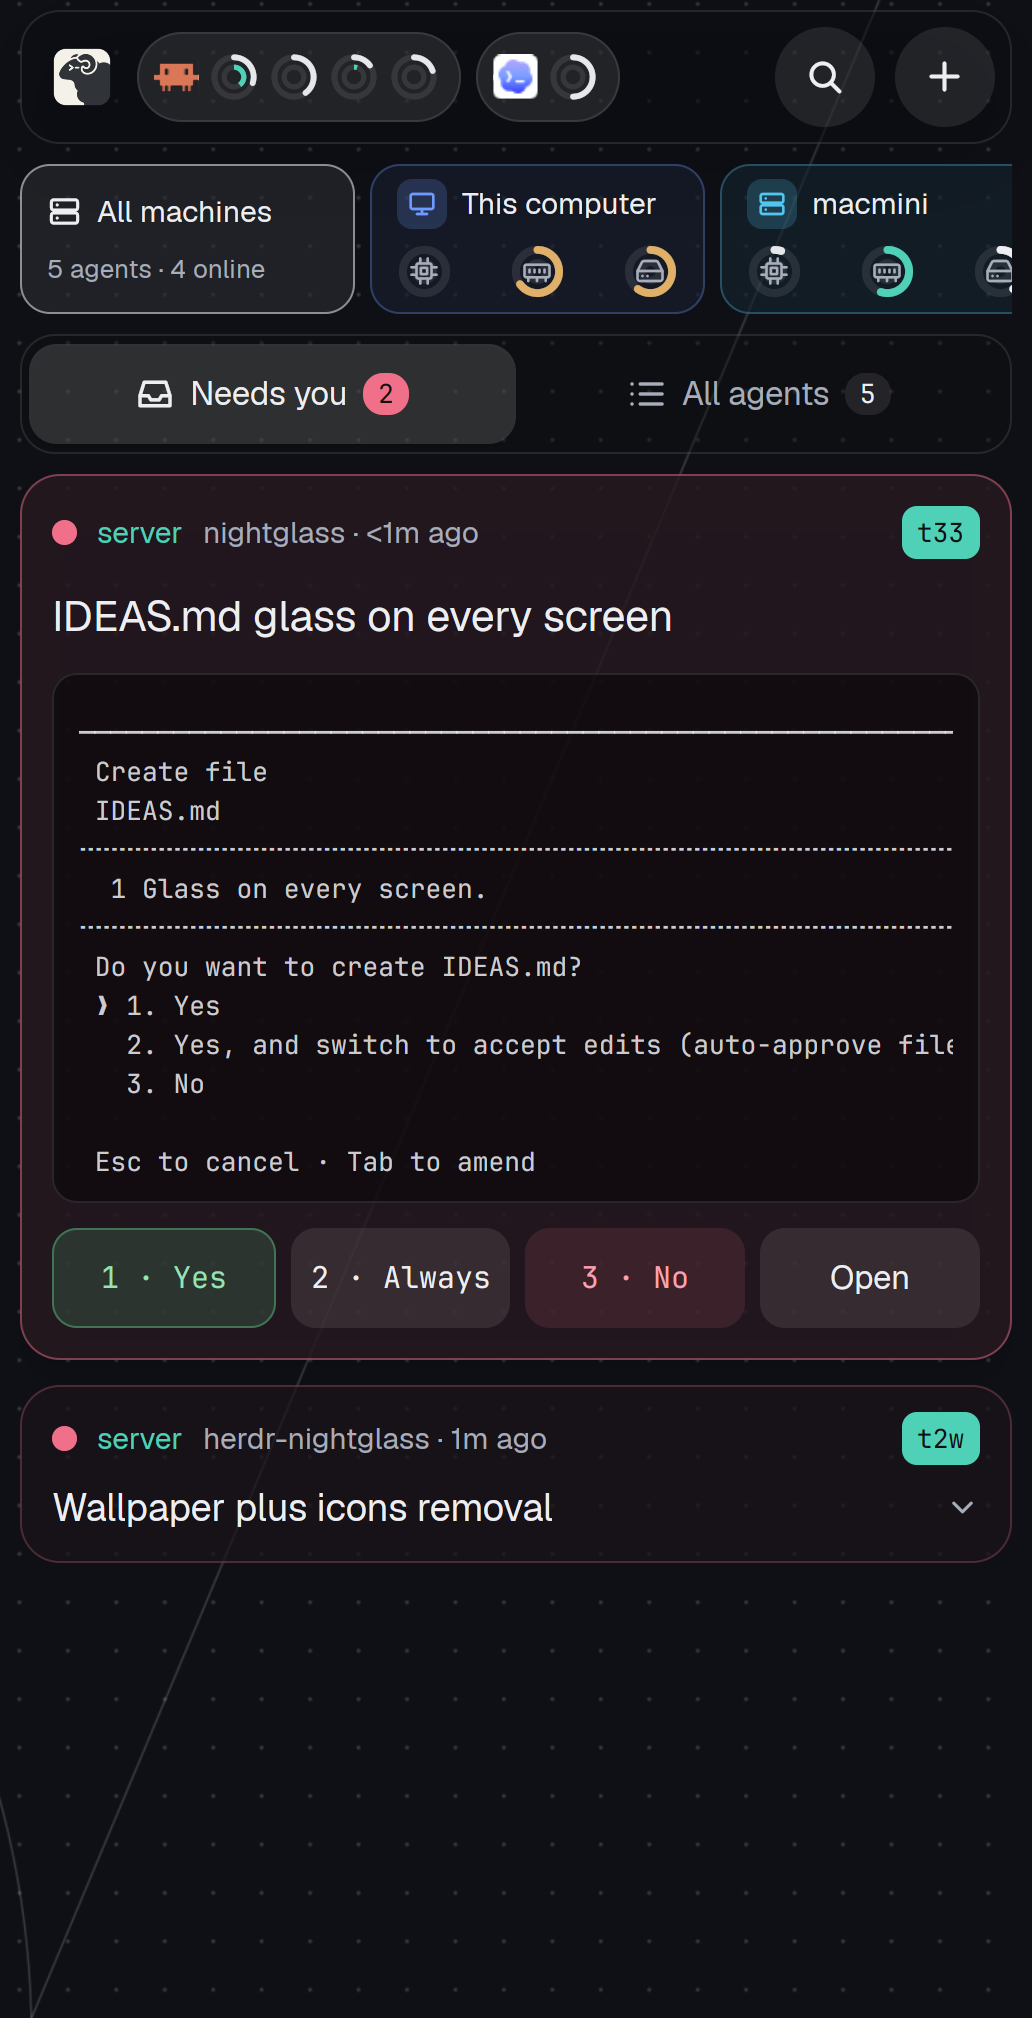 All machines
5 agents · 4 online
This computer
macmini
Needs you 2
All agents 5
server nightglass · <1m ago t33
IDEAS.md glass on every screen
Create file
IDEAS.md
1 Glass on every screen.
Do you want to create IDEAS.md?
❯ 1. Yes
2. Yes, and switch to accept edits (auto-approve file
3. No
Esc to cancel · Tab to amend
1 · Yes
2 · Always
3 · No
Open
server herdr-nightglass · 1m ago t2w
Wallpaper plus icons removal